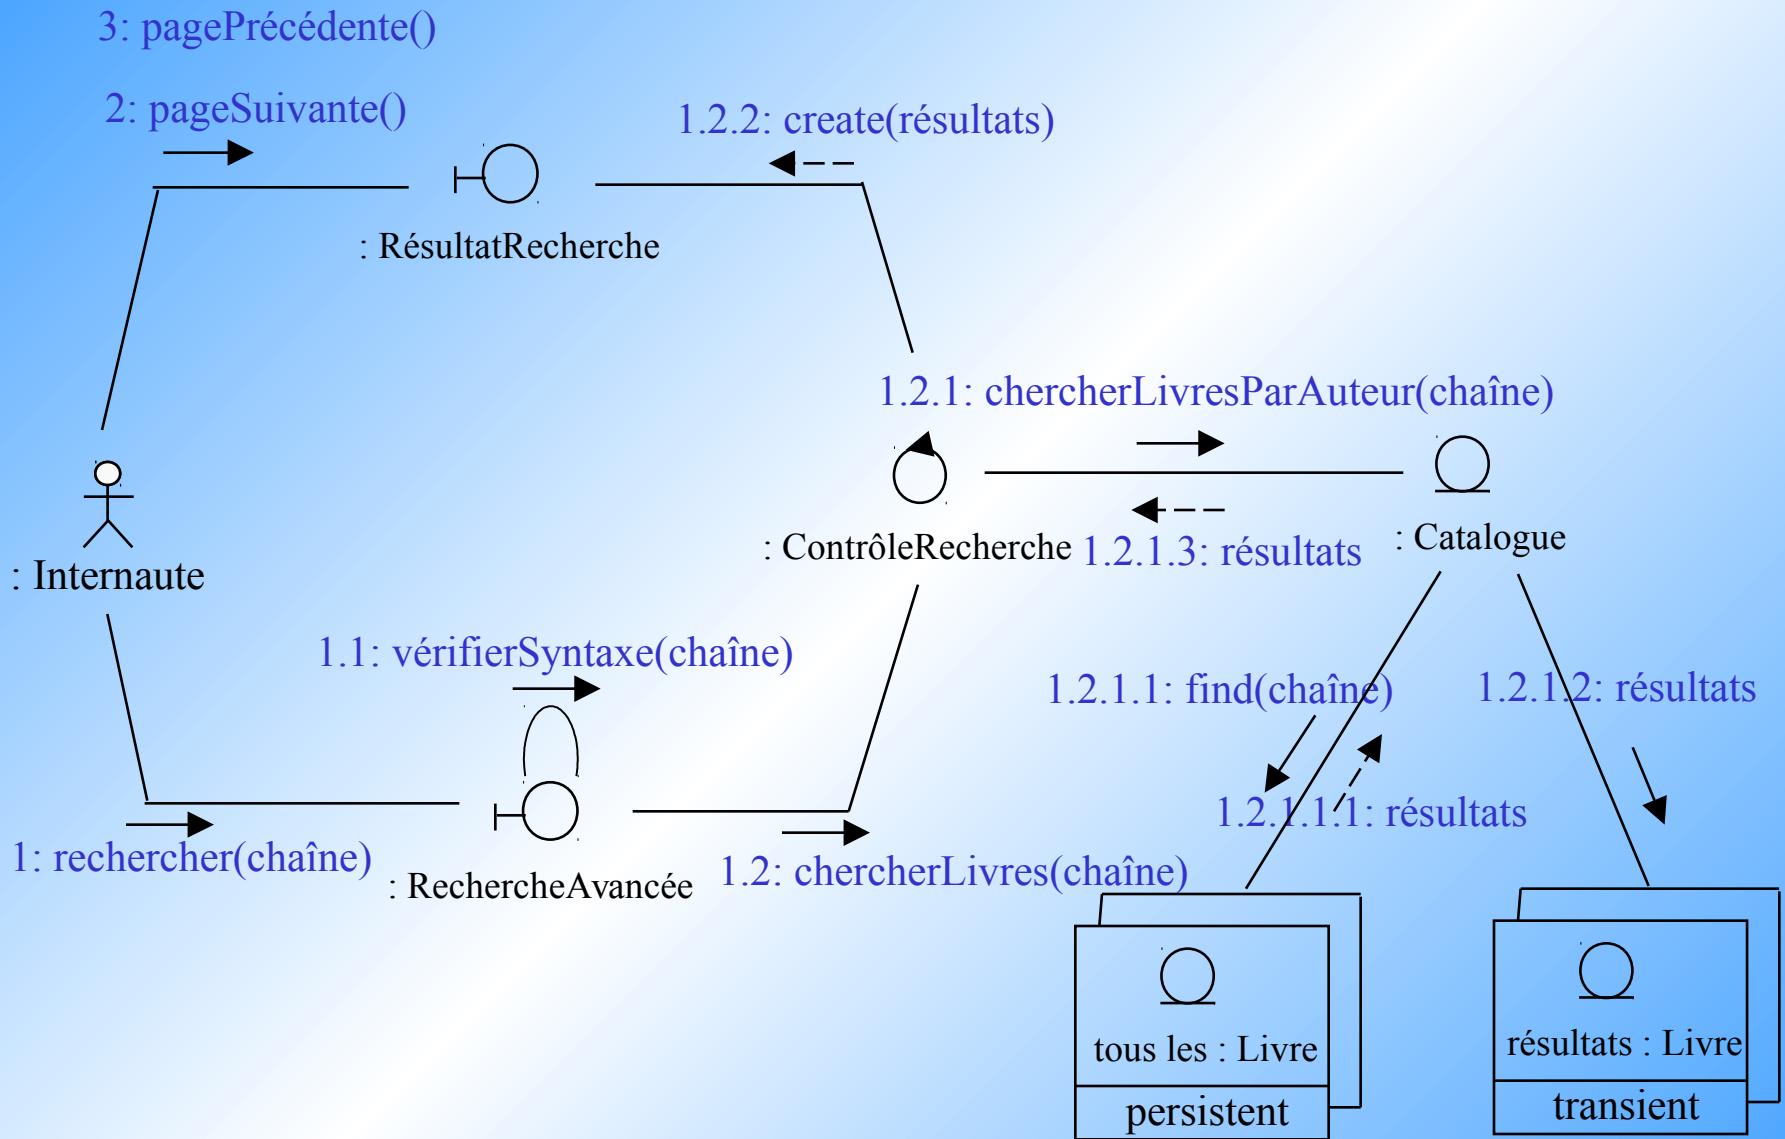 3: pagePrécédente()
2: pageSuivante()
1.2.2: create(résultats)
: RésultatRecherche
1.2.1: chercherLivresParAuteur(chaîne)
: ContrôleRecherche
1.2.1.3: résultats
: Catalogue
: Internaute
1.1: vérifierSyntaxe(chaîne)
1.2.1.1: find(chaîne)
1.2.1.2: résultats
1.2.1.1.1: résultats
1: rechercher(chaîne)
: RechercheAvancée
1.2: chercherLivres(chaîne)
tous les : Livre
persistent
résultats : Livre
transient